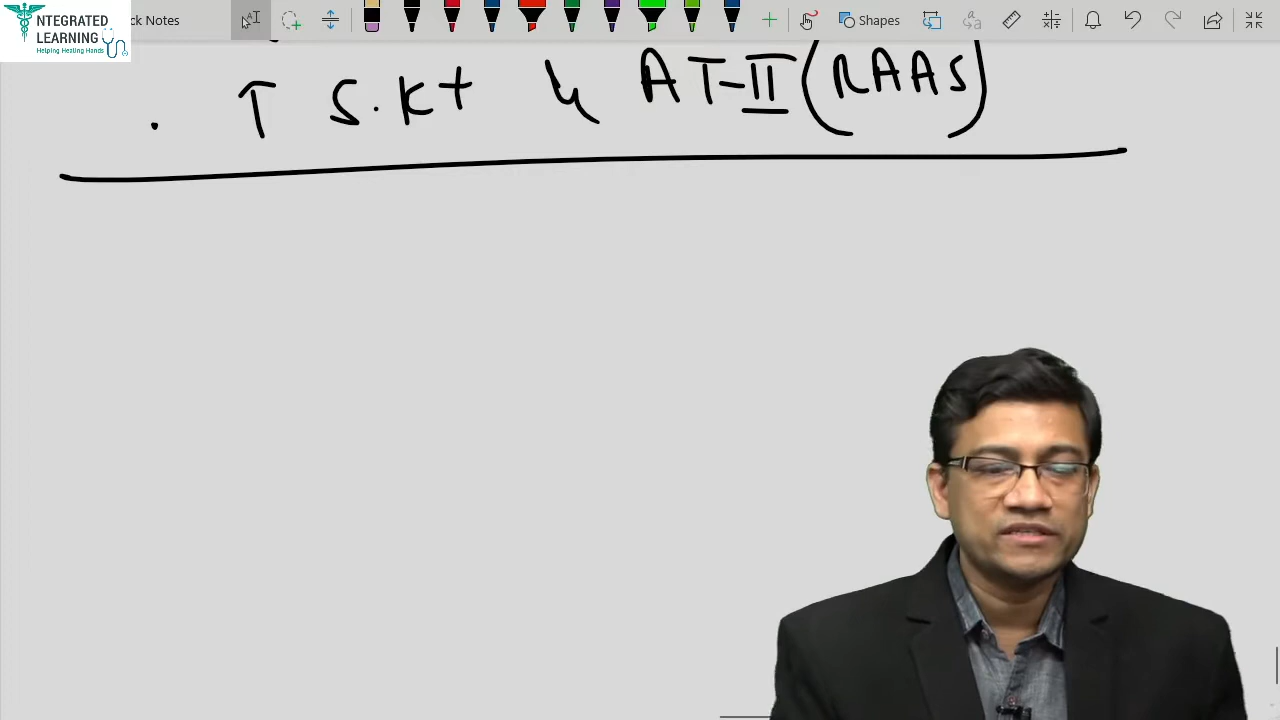 NTEGRATED
LEARNING
Helping Healing Hands
ck Notes
Shapes
. ↑ S.K+ & AT-II (RAAS)